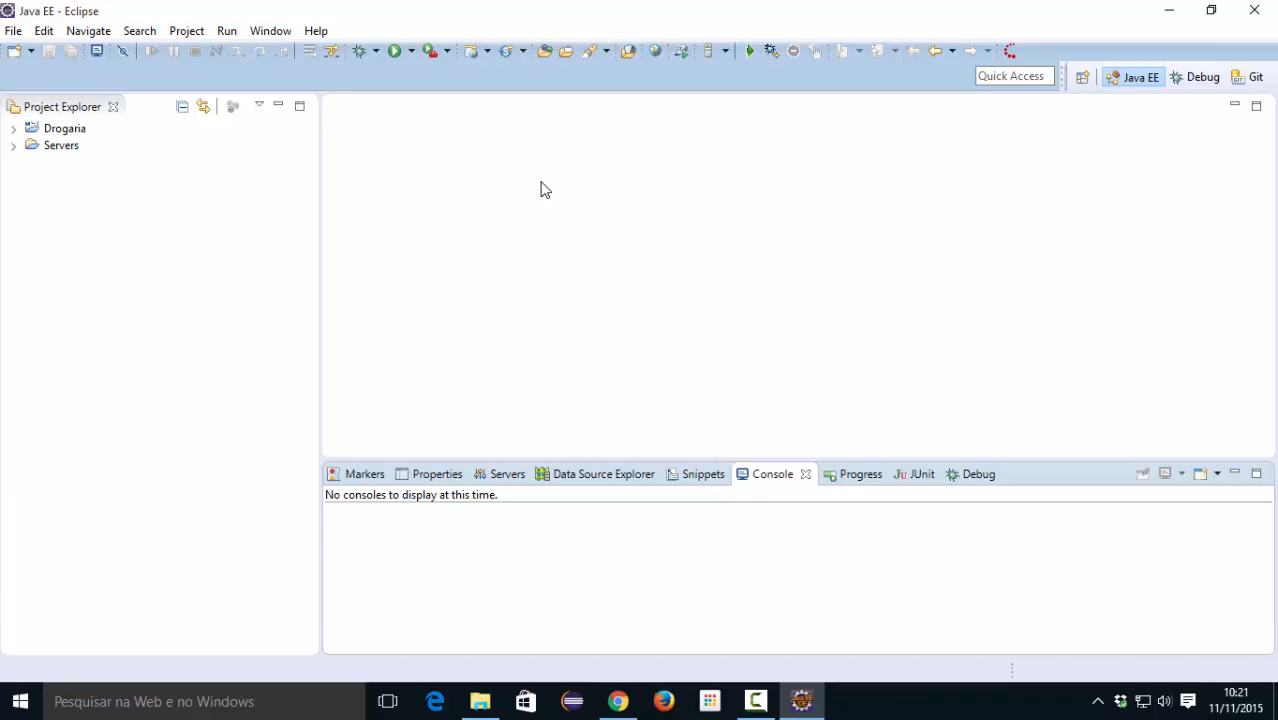 Java EE - Eclipse
File Edit Navigate Search Project Run Window Help
Quick Access Java EE Debug Git
Project Explorer
Drogaria
Servers
Markers Properties Servers Data Source Explorer Snippets Console Progress JUnit Debug
No consoles to display at this time.
Pesquisar na Web e no Windows
10:21
11/11/2015